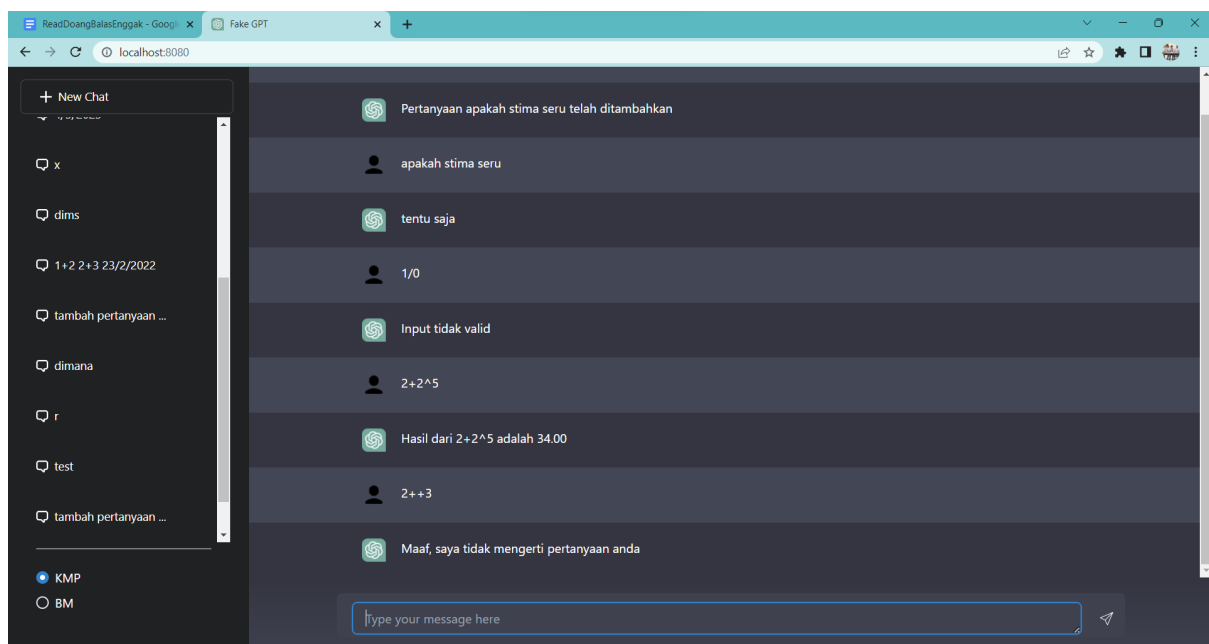 ReadDoangBalasEnggak - Googl
Fake GPT
localhost:8080
New Chat
x
dims
1+2 2+3 23/2/2022
tambah pertanyaan ...
dimana
r
test
tambah pertanyaan ...
KMP
BM
Pertanyaan apakah stima seru telah ditambahkan
apakah stima seru
tentu saja
1/0
Input tidak valid
2+2^5
Hasil dari 2+2^5 adalah 34.00
2++3
Maaf, saya tidak mengerti pertanyaan anda
Type your message here